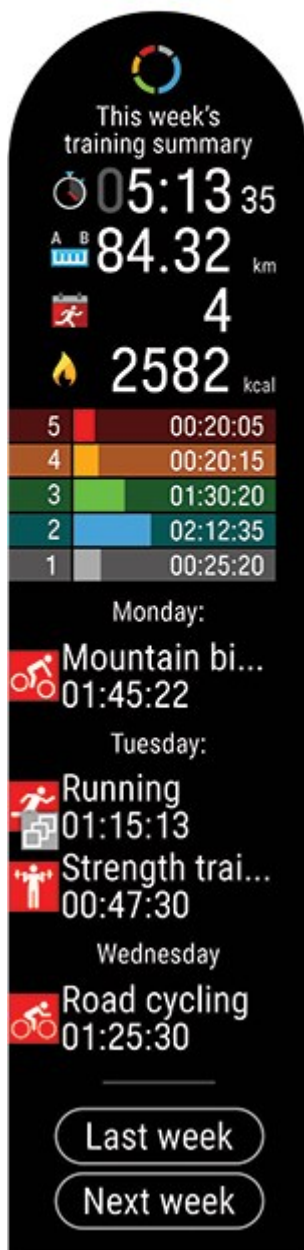 This week's
training summary
05:13 35
A B 84.32 km
4
2582 kcal
5 00:20:05
4 00:20:15
3 01:30:20
2 02:12:35
1 00:25:20
Monday:
Mountain bi...
01:45:22
Tuesday:
Running
01:15:13
Strength trai...
00:47:30
Wednesday
Road cycling
01:25:30
Last week
Next week